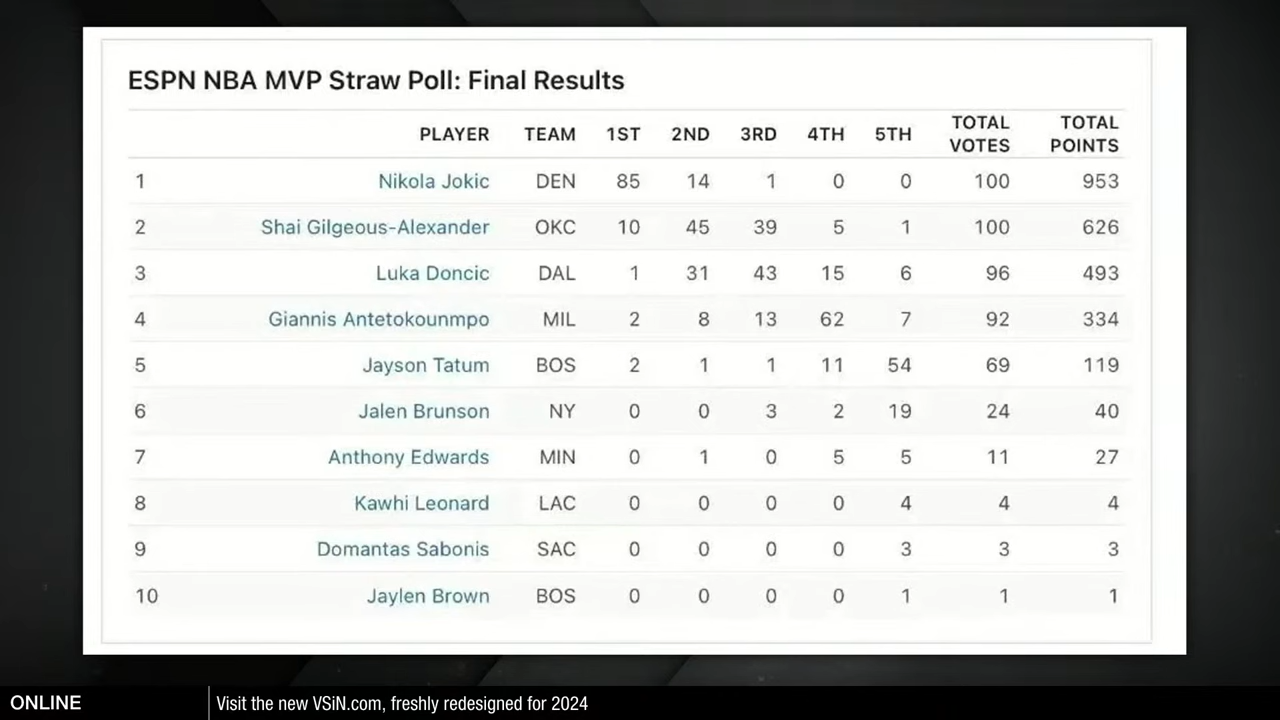 ESPN NBA MVP Straw Poll: Final Results
PLAYER TEAM 1ST 2ND 3RD 4TH 5TH TOTAL VOTES TOTAL POINTS
1 Nikola Jokic DEN 85 14 1 0 0 100 953
2 Shai Gilgeous-Alexander OKC 10 45 39 5 1 100 626
3 Luka Doncic DAL 1 31 43 15 6 96 493
4 Giannis Antetokounmpo MIL 2 8 13 62 7 92 334
5 Jayson Tatum BOS 2 1 1 11 54 69 119
6 Jalen Brunson NY 0 0 3 2 19 24 40
7 Anthony Edwards MIN 0 1 0 5 5 11 27
8 Kawhi Leonard LAC 0 0 0 0 4 4 4
9 Domantas Sabonis SAC 0 0 0 0 3 3 3
10 Jaylen Brown BOS 0 0 0 0 1 1 1
ONLINE Visit the new VSiN.com, freshly redesigned for 2024